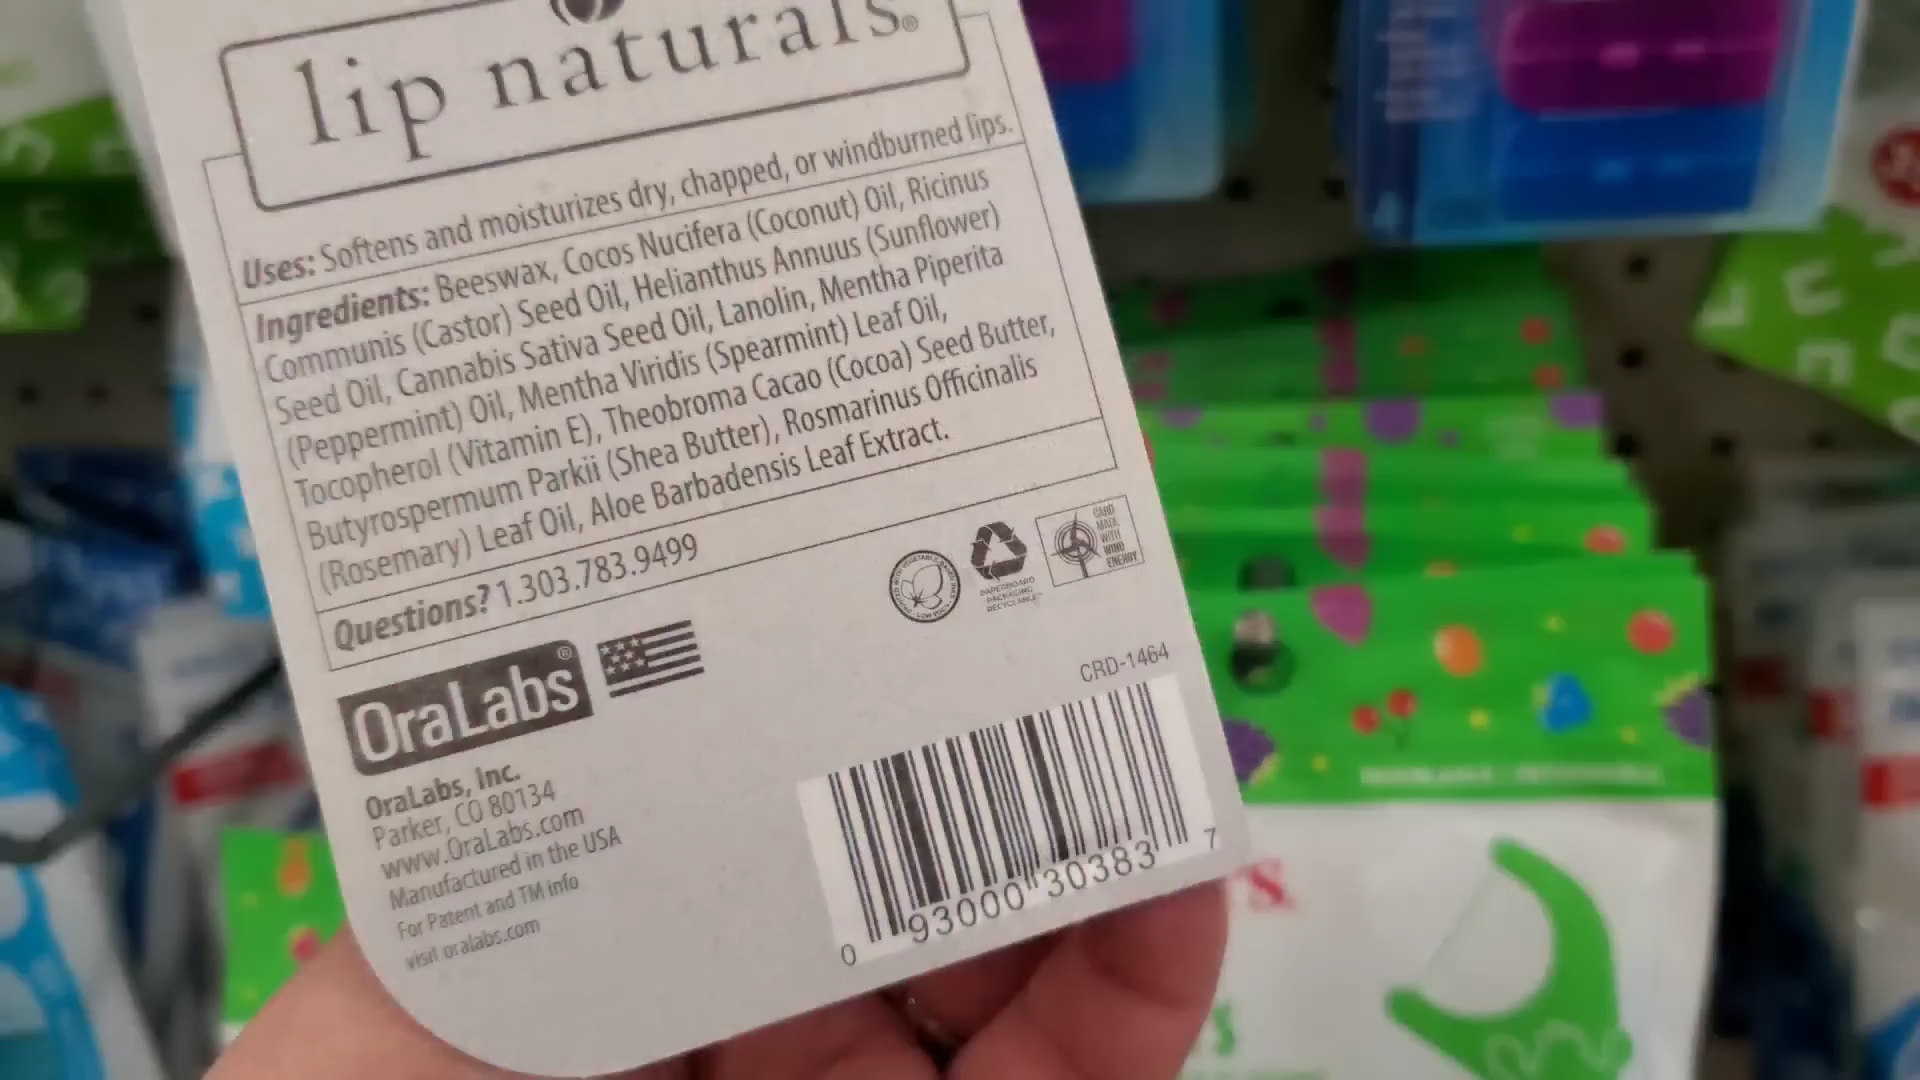 lip naturals®
Uses: Softens and moisturizes dry, chapped, or windburned lips.
Ingredients: Beeswax, Cocos Nucifera (Coconut) Oil, Ricinus
Communis (Castor) Seed Oil, Helianthus Annuus (Sunflower)
Seed Oil, Cannabis Sativa Seed Oil, Lanolin, Mentha Piperita
(Peppermint) Oil, Mentha Viridis (Spearmint) Leaf Oil,
Tocopherol (Vitamin E), Theobroma Cacao (Cocoa) Seed Butter,
Butyrospermum Parkii (Shea Butter), Rosmarinus Officinalis
(Rosemary) Leaf Oil, Aloe Barbadensis Leaf Extract.
Questions? 1.303.783.9499
PAPERBOARD
PACKAGING
RECYCLABLE
CARD
MADE
WITH
WIND
ENERGY
OraLabs®
CRD-1464
OraLabs, Inc.
Parker, CO 80134
www.OraLabs.com
Manufactured in the USA
For Patent and TM info
visit oralabs.com
0 93000 30383 7